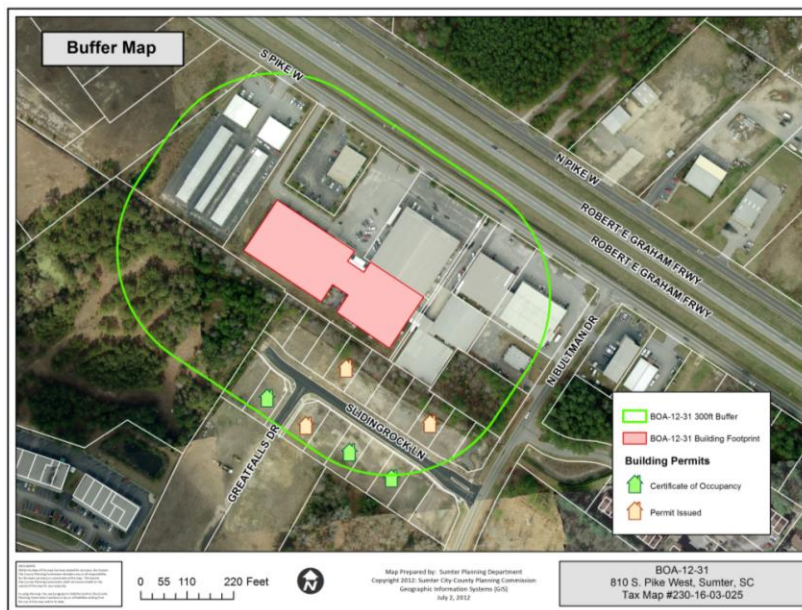 Buffer Map
S PIKE W
N PIKE W
ROBERT E GRAHAM FRWY
ROBERT E GRAHAM FRWY
N BULTMAN DR
SLIDINGROCK LN
GREATFALLS DR
BOA-12-31 300ft Buffer
BOA-12-31 Building Footprint
Building Permits
Certificate of Occupancy
Permit Issued
0 55 110 220 Feet
N
Map Prepared by: Sumter Planning Department
Copyright 2012: Sumter City-County Planning Commission
Geographic Information Systems (GIS)
July 2, 2012
BOA-12-31
810 S. Pike West, Sumter, SC
Tax Map #230-16-03-025